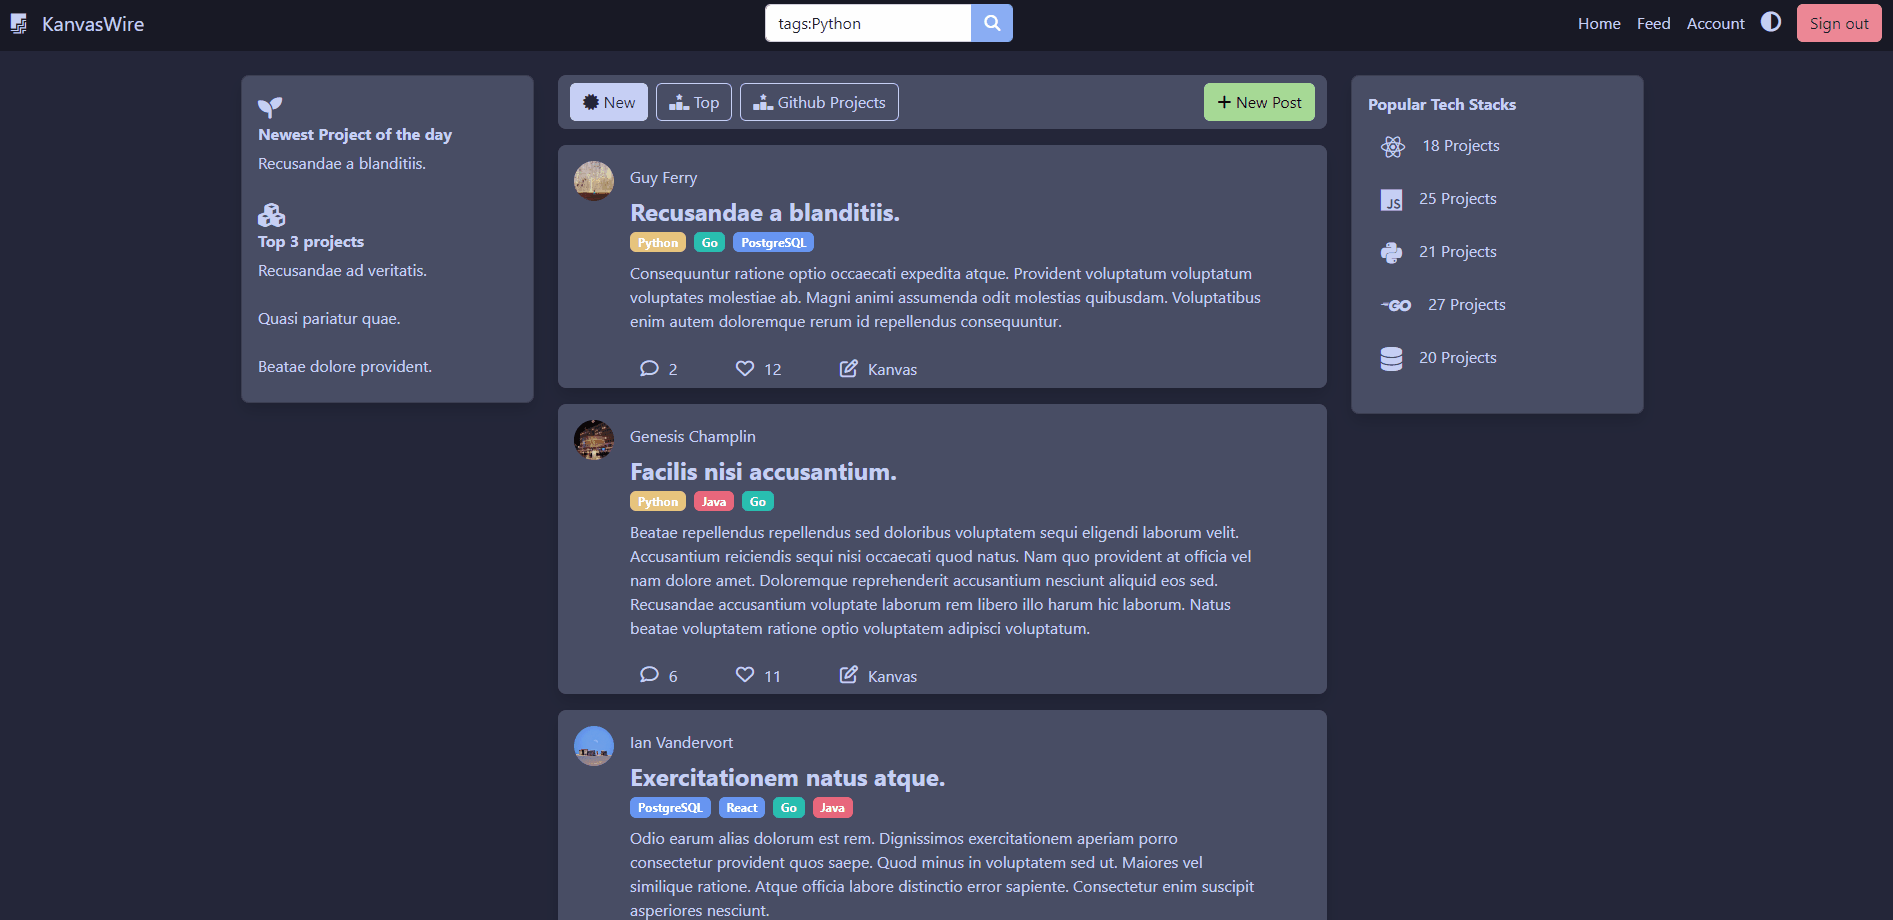 KanvasWire
tags:Python
Home Feed Account Sign out
Newest Project of the day
Recusandae a blanditiis.
Top 3 projects
Recusandae ad veritatis.
Quasi pariatur quae.
Beatae dolore provident.
New Top Github Projects + New Post
Guy Ferry
Recusandae a blanditiis.
Python Go PostgreSQL
Consequuntur ratione optio occaecati expedita atque. Provident voluptatum voluptatum
voluptates molestiae ab. Magni animi assumenda odit molestias quibusdam. Voluptatibus
enim autem doloremque rerum id repellendus consequuntur.
2 12 Kanvas
Genesis Champlin
Facilis nisi accusantium.
Python Java Go
Beatae repellendus repellendus sed doloribus voluptatem sequi eligendi laborum velit.
Accusantium reiciendis sequi nisi occaecati quod natus. Nam quo provident at officia vel
nam dolore amet. Doloremque reprehenderit accusantium nesciunt aliquid eos sed.
Recusandae accusantium voluptate laborum rem libero illo harum hic laborum. Natus
beatae voluptatem ratione optio voluptatem adipisci voluptatum.
6 11 Kanvas
Ian Vandervort
Exercitationem natus atque.
PostgreSQL React Go Java
Odio earum alias dolorum est rem. Dignissimos exercitationem aperiam porro
consectetur provident quos saepe. Quod minus in voluptatem sed ut. Maiores vel
similique ratione. Atque officia labore distinctio error sapiente. Consectetur enim suscipit
asperiores nesciunt.
Popular Tech Stacks
18 Projects
JS 25 Projects
21 Projects
GO 27 Projects
20 Projects